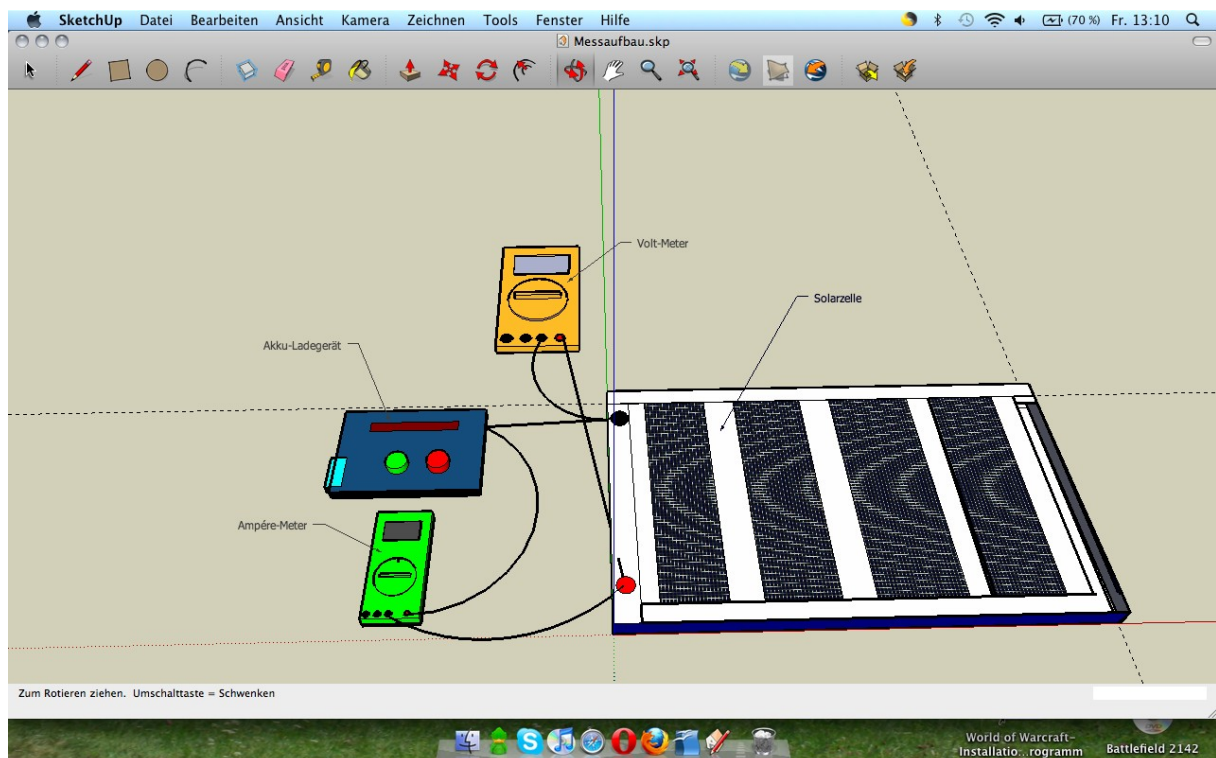 SketchUp Datei Bearbeiten Ansicht Kamera Zeichnen Tools Fenster Hilfe (70 %) Fr. 13:10
Messaufbau.skp
Volt-Meter
Solarzelle
Akku-Ladegerät
Ampére-Meter
Zum Rotieren ziehen. Umschalttaste = Schwenken
World of Warcraft-
Installatio...rogramm
Battlefield 2142